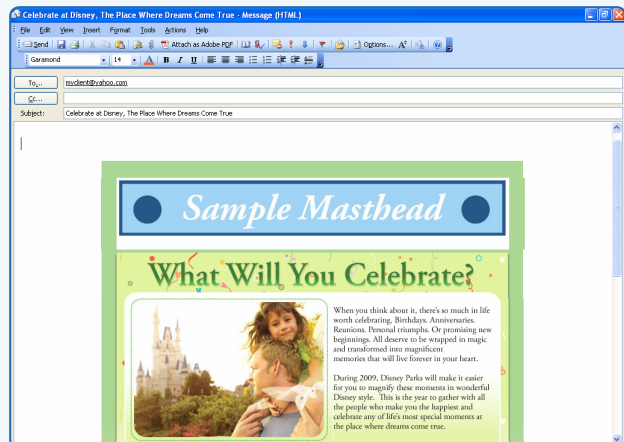 Celebrate at Disney, The Place Where Dreams Come True - Message (HTML)
File Edit View Insert Format Tools Actions Help
Send Attach as Adobe PDF Options...
Garamond 14 A B I U
To... myclient@yahoo.com
Cc...
Subject: Celebrate at Disney, The Place Where Dreams Come True
Sample Masthead
What Will You Celebrate?
When you think about it, there's so much in life
worth celebrating. Birthdays. Anniversaries.
Reunions. Personal triumphs. Or promising new
beginnings. All deserve to be wrapped in magic
and transformed into magnificent
memories that will live forever in your heart.
During 2009, Disney Parks will make it easier
for you to magnify these moments in wonderful
Disney style. This is the year to gather with all
the people who make you the happiest and
celebrate any of life's most special moments at
the place where dreams come true.